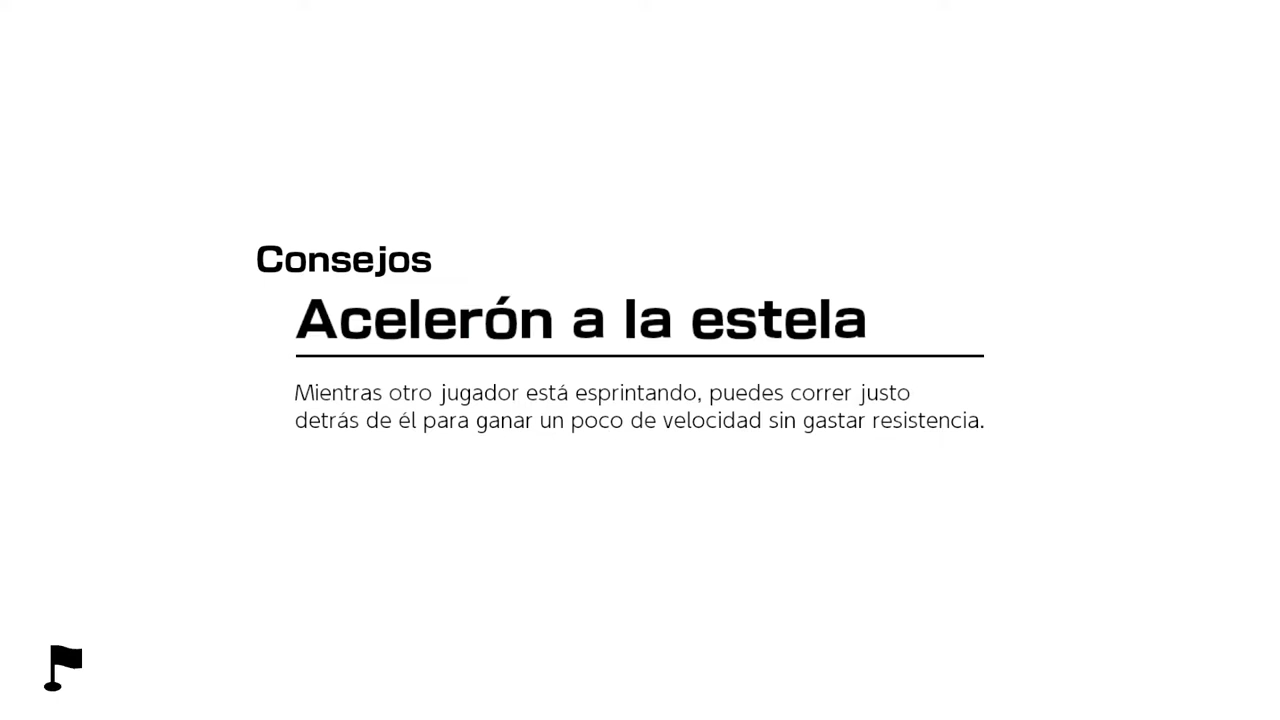 Consejos
Acelerón a la estela
Mientras otro jugador está esprintando, puedes correr justo
detrás de él para ganar un poco de velocidad sin gastar resistencia.